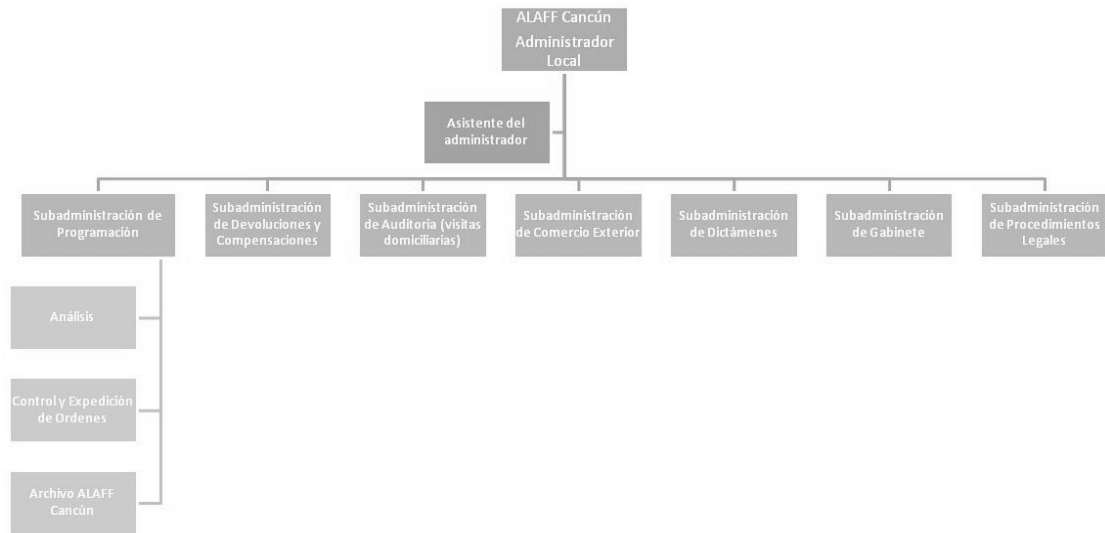 ALAFF Cancún
Administrador
Local
Asistente del
administrador
Subadministración de
Programación
Subadministración
de Devoluciones y
Compensaciones
Subadministración
de Auditoria (visitas
domiciliarias)
Subadministración
de Comercio Exterior
Subadministración
de Dictámenes
Subadministración
de Gabinete
Subadministración
de Procedimientos
Legales
Análisis
Control y Expedición
de Ordenes
Archivo ALAFF
Cancún